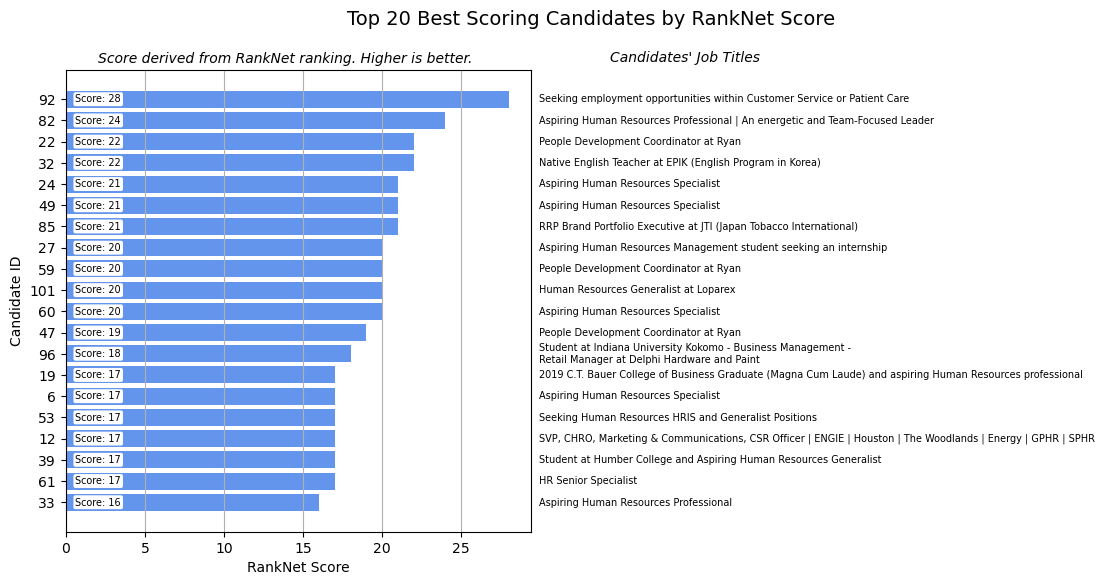 Top 20 Best Scoring Candidates by RankNet Score
Score derived from RankNet ranking. Higher is better.
Candidates' Job Titles
Candidate ID
92 Score: 28 Seeking employment opportunities within Customer Service or Patient Care
82 Score: 24 Aspiring Human Resources Professional | An energetic and Team-Focused Leader
22 Score: 22 People Development Coordinator at Ryan
32 Score: 22 Native English Teacher at EPIK (English Program in Korea)
24 Score: 21 Aspiring Human Resources Specialist
49 Score: 21 Aspiring Human Resources Specialist
85 Score: 21 RRP Brand Portfolio Executive at JTI (Japan Tobacco International)
27 Score: 20 Aspiring Human Resources Management student seeking an internship
59 Score: 20 People Development Coordinator at Ryan
101 Score: 20 Human Resources Generalist at Loparex
60 Score: 20 Aspiring Human Resources Specialist
47 Score: 19 People Development Coordinator at Ryan
96 Score: 18 Student at Indiana University Kokomo - Business Management -
Retail Manager at Delphi Hardware and Paint
19 Score: 17 2019 C.T. Bauer College of Business Graduate (Magna Cum Laude) and aspiring Human Resources professional
6 Score: 17 Aspiring Human Resources Specialist
53 Score: 17 Seeking Human Resources HRIS and Generalist Positions
12 Score: 17 SVP, CHRO, Marketing & Communications, CSR Officer | ENGIE | Houston | The Woodlands | Energy | GPHR | SPHR
39 Score: 17 Student at Humber College and Aspiring Human Resources Generalist
61 Score: 17 HR Senior Specialist
33 Score: 16 Aspiring Human Resources Professional
0 5 10 15 20 25
RankNet Score